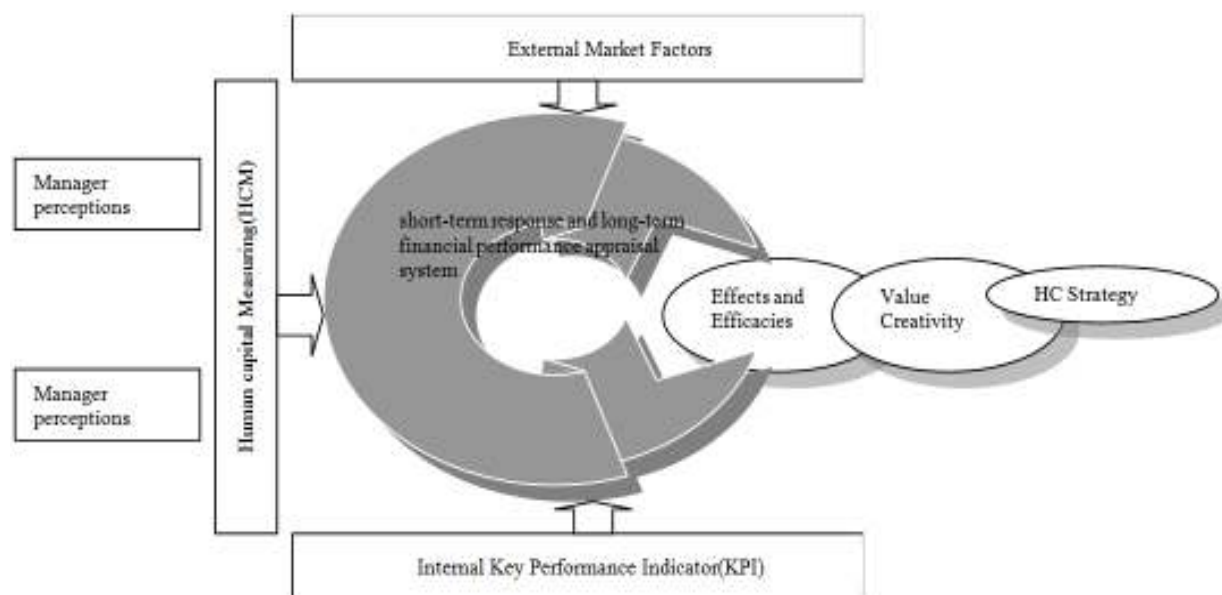 External Market Factors
Manager
perceptions
Human capital Measuring(HCM)
short-term response and long-term
financial performance appraisal
system
Effects and
Efficacies
Value
Creativity
HC Strategy
Manager
perceptions
Internal Key Performance Indicator(KPI)